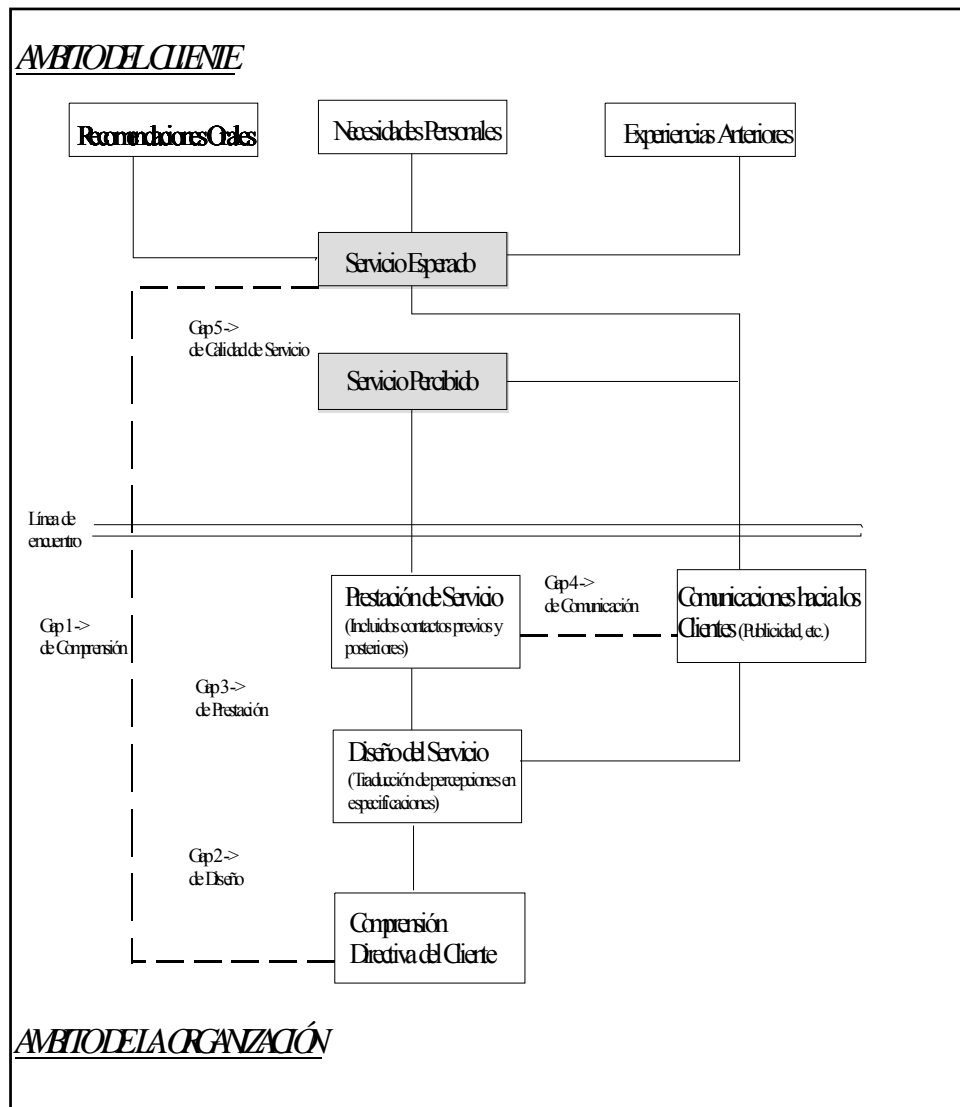 AMBITO DEL CLIENTE
Recomendaciones Orales
Necesidades Personales
Experiencias Anteriores
Servicio Esperado
Gap 5 ->
de Calidad de Servicio
Servicio Percibido
Línea de
encuentro
Prestación de Servicio
(Incluidos contactos previos y
posteriores)
Gap 4 ->
de Comunicación
Comunicaciones hacia los
Clientes (Publicidad, etc.)
Gap 1 ->
de Comprensión
Gap 3 ->
de Prestación
Diseño del Servicio
(Traducción de percepciones en
especificaciones)
Gap 2 ->
de Diseño
Comprensión
Directiva del Cliente
AMBITO DE LA ORGANIZACIÓN